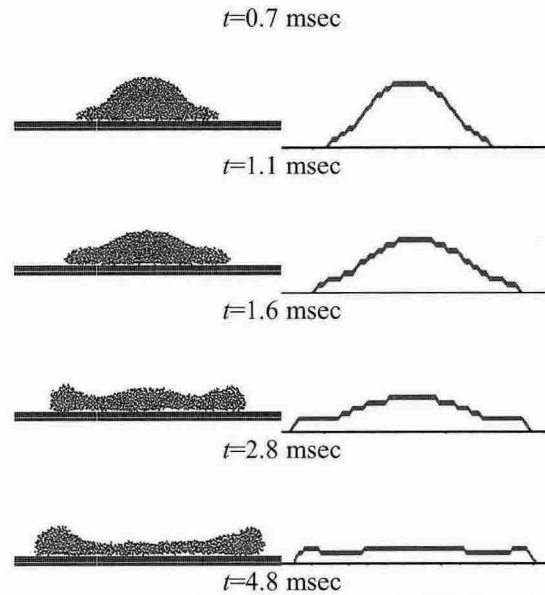 t=0.7 msec
t=1.1 msec
t=1.6 msec
t=2.8 msec
t=4.8 msec